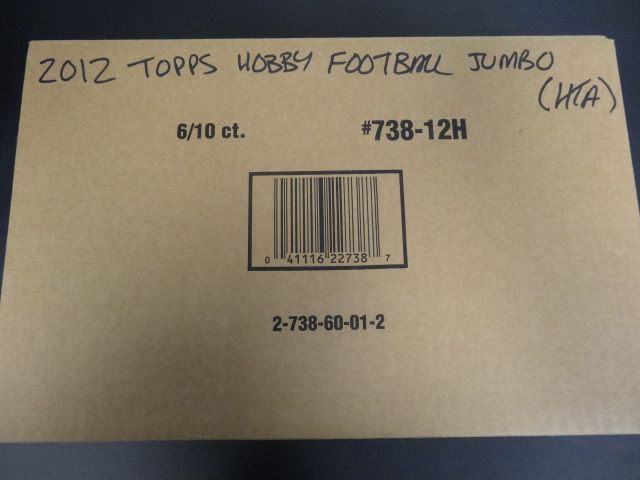 2012 TOPPS HOBBY FOOTBALL JUMBO
(HTA)
6/10 ct. #738-12H
0 41116 22738 7
2-738-60-01-2